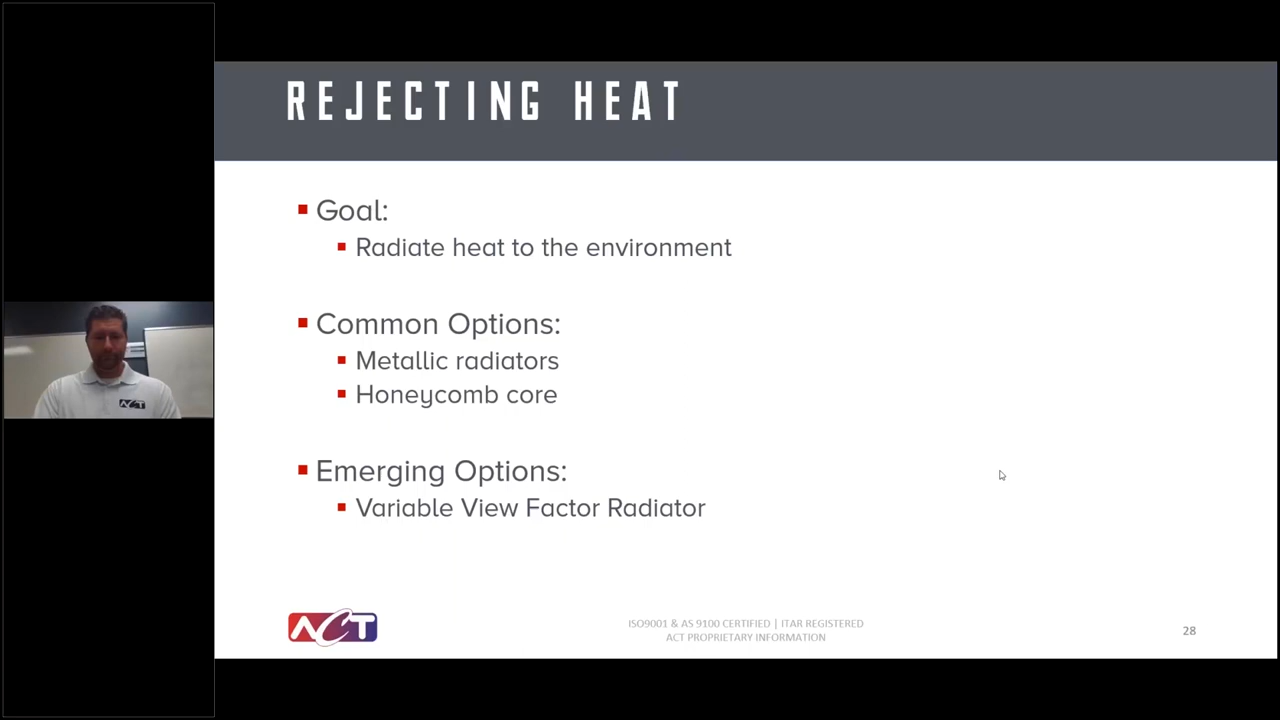 REJECTING HEAT
Goal:
Radiate heat to the environment
Common Options:
Metallic radiators
Honeycomb core
Emerging Options:
Variable View Factor Radiator
ACT
ACT
ISO9001 & AS 9100 CERTIFIED | ITAR REGISTERED
ACT PROPRIETARY INFORMATION
28